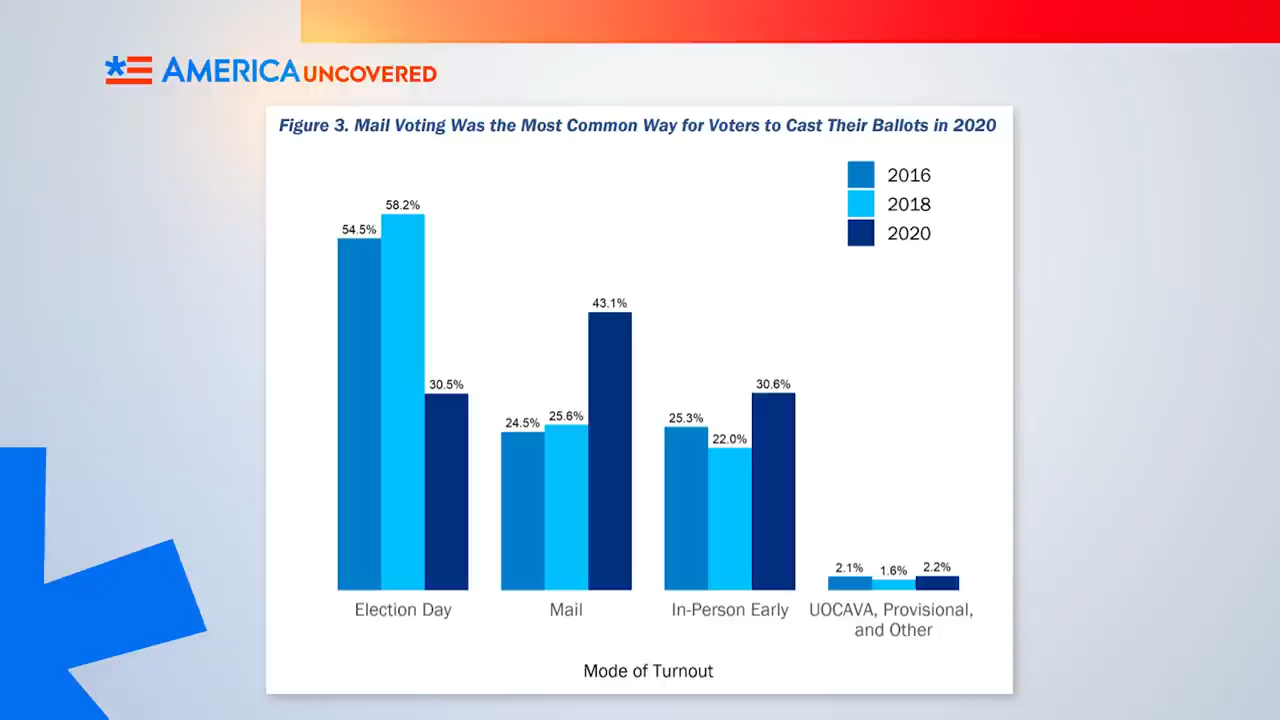 AMERICA UNCOVERED
Figure 3. Mail Voting Was the Most Common Way for Voters to Cast Their Ballots in 2020
2016
2018
2020
54.5%
58.2%
30.5%
24.5%
25.6%
43.1%
25.3%
22.0%
30.6%
2.1%
1.6%
2.2%
Election Day
Mail
In-Person Early
UOCAVA, Provisional,
and Other
Mode of Turnout